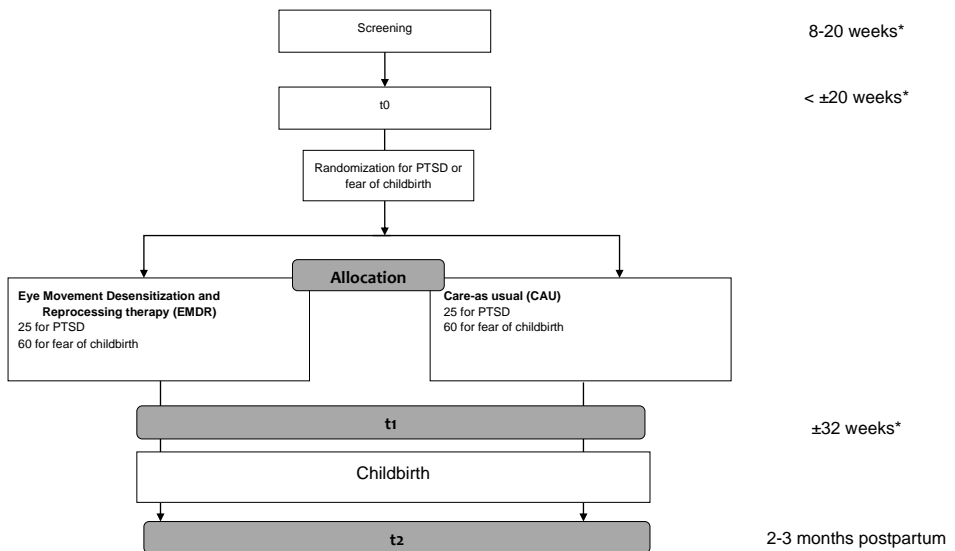 Screening
8-20 weeks*
t0
< ±20 weeks*
Randomization for PTSD or
fear of childbirth
Allocation
Eye Movement Desensitization and
Reprocessing therapy (EMDR)
25 for PTSD
60 for fear of childbirth
Care-as usual (CAU)
25 for PTSD
60 for fear of childbirth
t1
±32 weeks*
Childbirth
t2
2-3 months postpartum